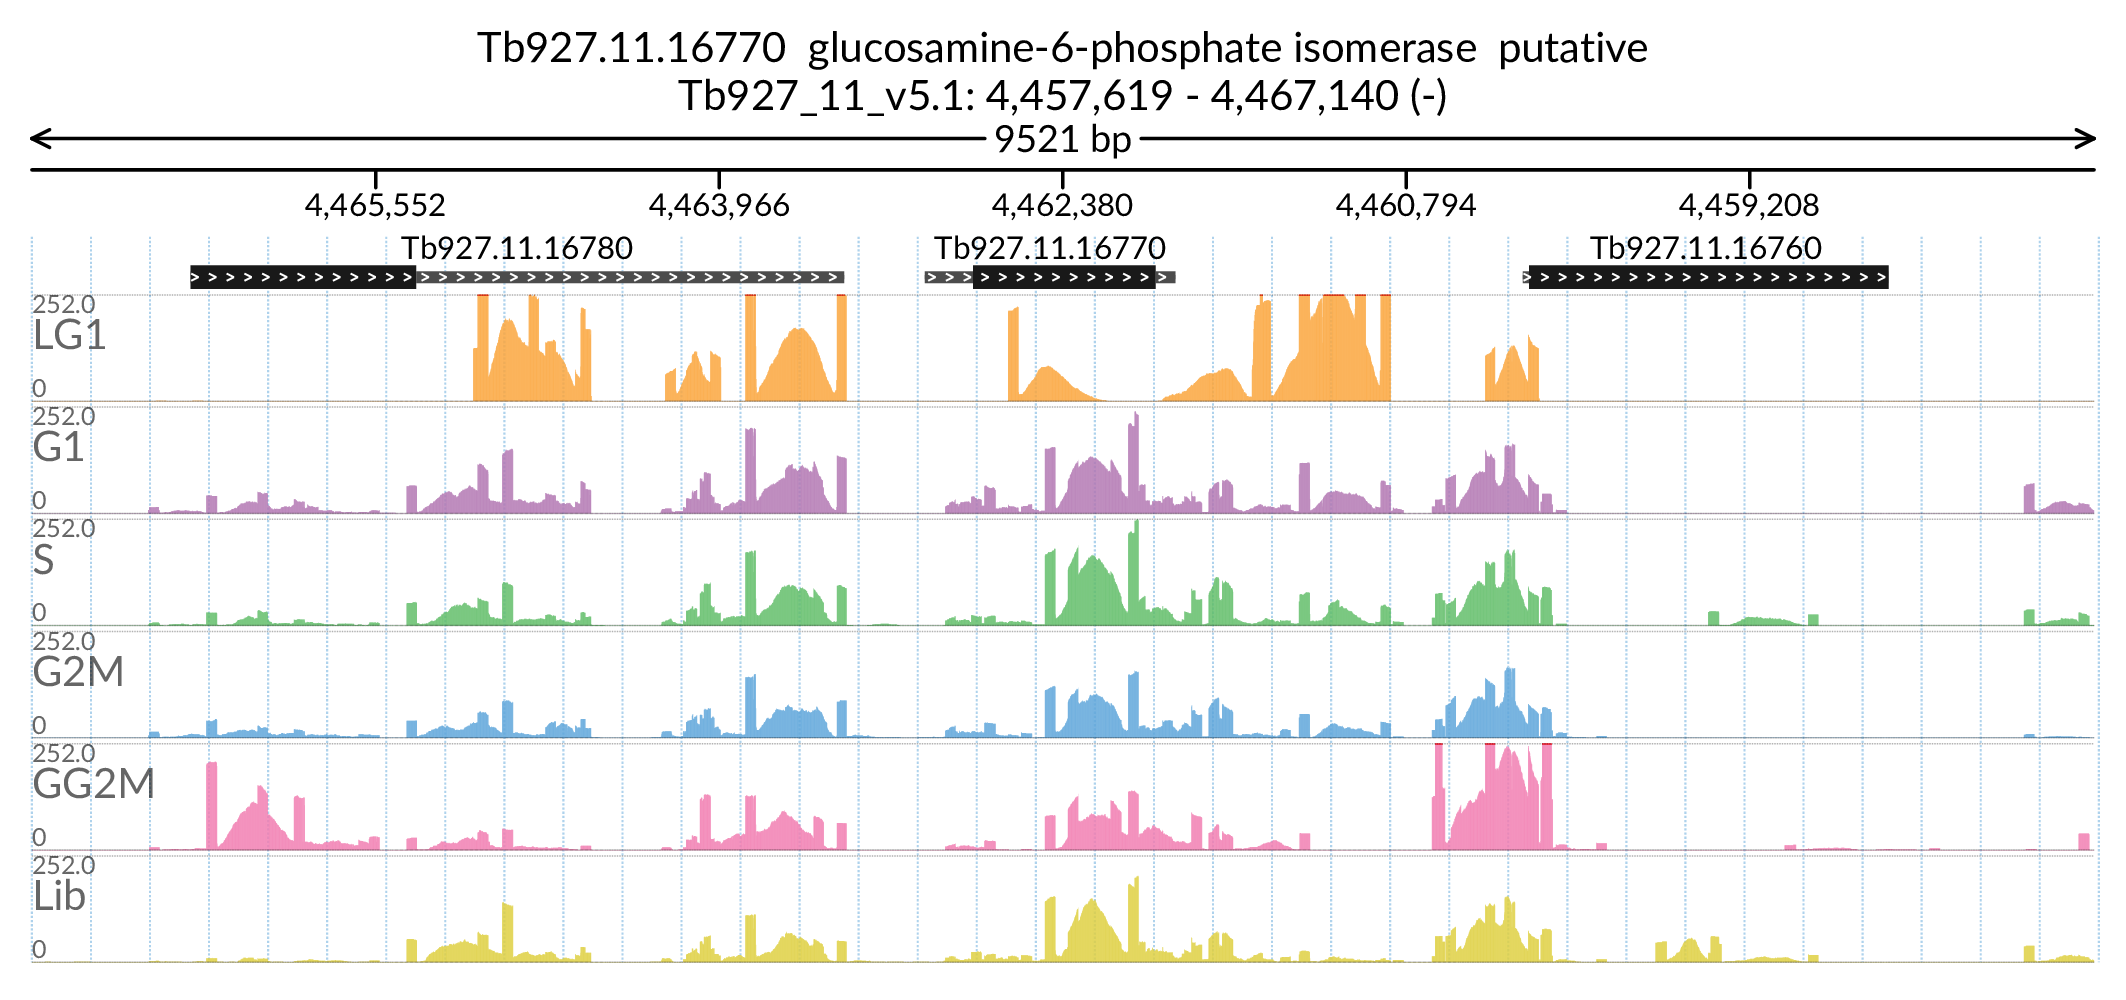 Tb927.11.16770 glucosamine-6-phosphate isomerase putative
Tb927_11_v5.1: 4,457,619 - 4,467,140 (-)
9521 bp
4,465,552 4,463,966 4,462,380 4,460,794 4,459,208
Tb927.11.16780 Tb927.11.16770 Tb927.11.16760
252.0
LG1
0
252.0
G1
0
252.0
S
0
252.0
G2M
0
252.0
GG2M
0
252.0
Lib
0